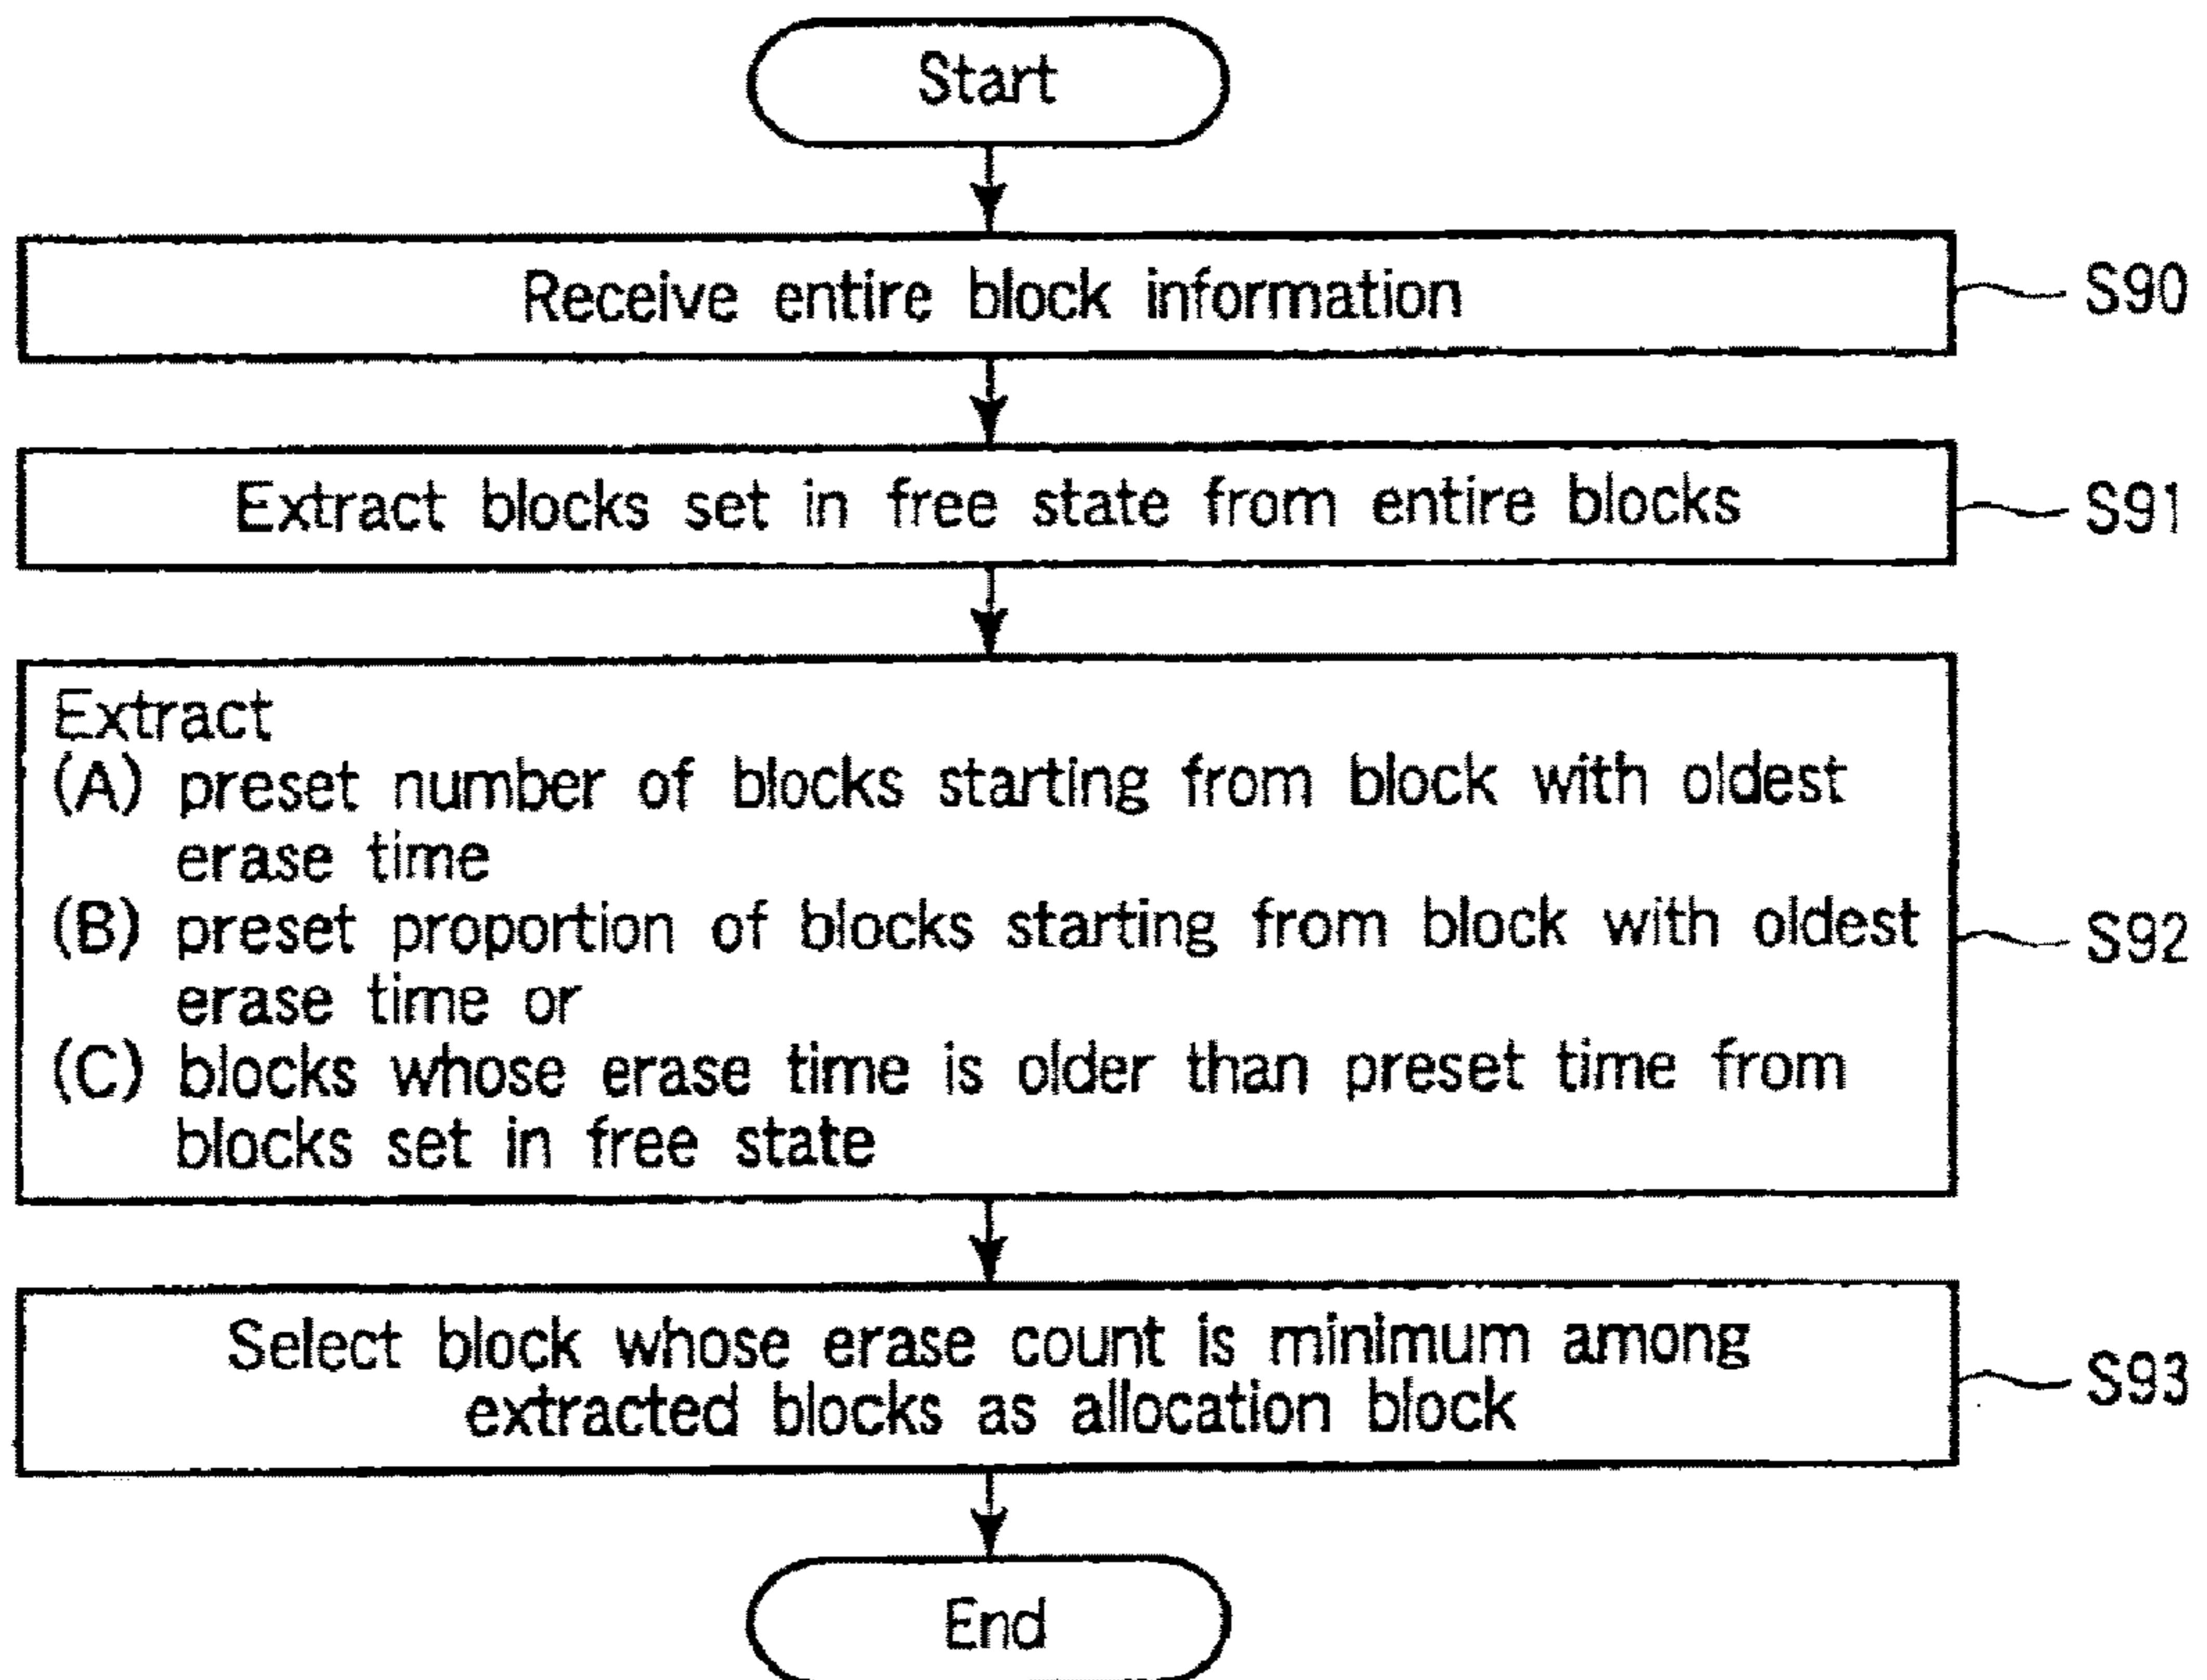 Start
Receive entire block information
S90
Extract blocks set in free state from entire blocks
S91
Extract
(A) preset number of blocks starting from block with oldest
erase time
(B) preset proportion of blocks starting from block with oldest
erase time or
(C) blocks whose erase time is older than preset time from
blocks set in free state
S92
Select block whose erase count is minimum among
extracted blocks as allocation block
S93
End